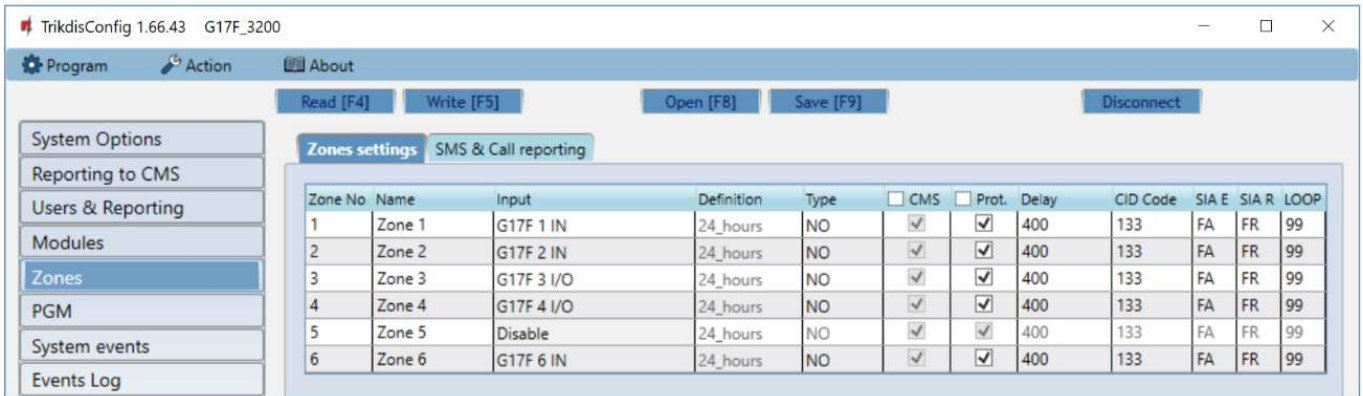 TrikdisConfig 1.66.43 G17F_3200
Program Action About
Read [F4] Write [F5] Open [F8] Save [F9] Disconnect
System Options
Reporting to CMS
Users & Reporting
Modules
Zones
PGM
System events
Events Log
Zones settings SMS & Call reporting
Zone No Name Input Definition Type CMS Prot. Delay CID Code SIA E SIA R LOOP
1 Zone 1 G17F 1 IN 24_hours NO 400 133 FA FR 99
2 Zone 2 G17F 2 IN 24_hours NO 400 133 FA FR 99
3 Zone 3 G17F 3 I/O 24_hours NO 400 133 FA FR 99
4 Zone 4 G17F 4 I/O 24_hours NO 400 133 FA FR 99
5 Zone 5 Disable 24_hours NO 400 133 FA FR 99
6 Zone 6 G17F 6 IN 24_hours NO 400 133 FA FR 99